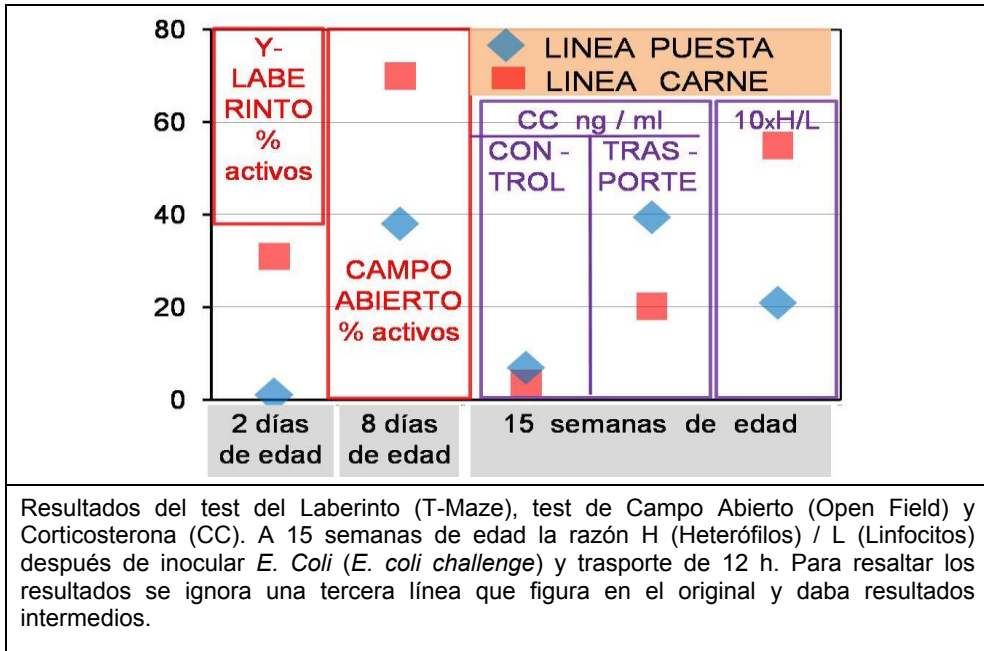 80
60
40
20
0
Y-
LABE
RINTO
%
activos
CAMPO
ABIERTO
% activos
LINEA PUESTA
LINEA CARNE
CC ng / ml
CON -
TROL
TRAS -
PORTE
10xH/L
2 días
de edad
8 días
de edad
15 semanas de edad
Resultados del test del Laberinto (T-Maze), test de Campo Abierto (Open Field) y
Corticosterona (CC). A 15 semanas de edad la razón H (Heterófilos) / L (Linfocitos)
después de inocular E. Coli (E. coli challenge) y trasporte de 12 h. Para resaltar los
resultados se ignora una tercera línea que figura en el original y daba resultados
intermedios.